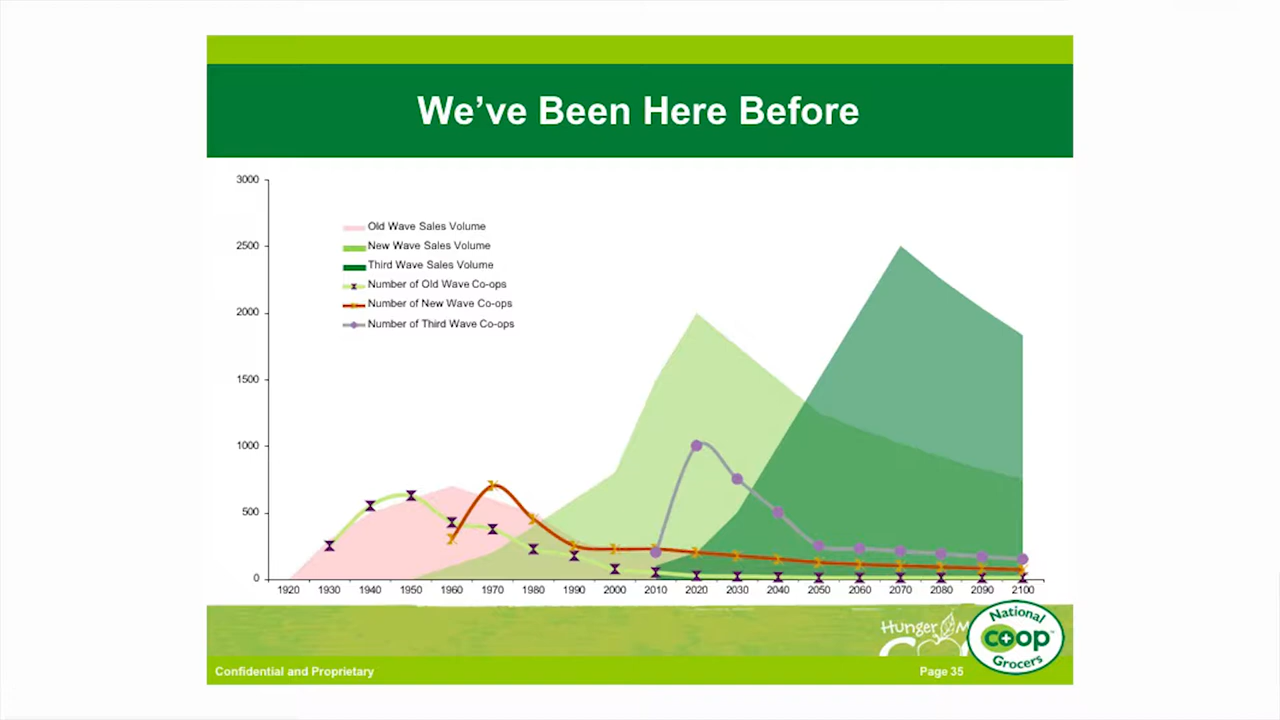 We've Been Here Before
3000
2500
2000
1500
1000
500
0
Old Wave Sales Volume
New Wave Sales Volume
Third Wave Sales Volume
Number of Old Wave Co-ops
Number of New Wave Co-ops
Number of Third Wave Co-ops
1920 1930 1940 1950 1960 1970 1980 1990 2000 2010 2020 2030 2040 2050 2060 2070 2080 2090 2100
Hunger
National
co+op
Grocers
Confidential and Proprietary
Page 35